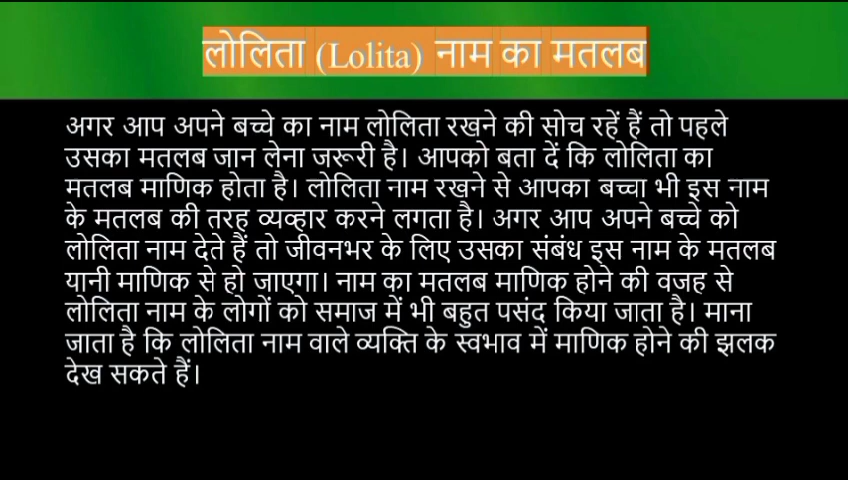 लोलिता (Lolita) नाम का मतलब
अगर आप अपने बच्चे का नाम लोलिता रखने की सोच रहें हैं तो पहले
उसका मतलब जान लेना जरूरी है। आपको बता दें कि लोलिता का
मतलब माणिक होता है। लोलिता नाम रखने से आपका बच्चा भी इस नाम
के मतलब की तरह व्यव्हार करने लगता है। अगर आप अपने बच्चे को
लोलिता नाम देते हैं तो जीवनभर के लिए उसका संबंध इस नाम के मतलब
यानी माणिक से हो जाएगा। नाम का मतलब माणिक होने की वजह से
लोलिता नाम के लोगों को समाज में भी बहुत पसंद किया जाता है। माना
जाता है कि लोलिता नाम वाले व्यक्ति के स्वभाव में माणिक होने की झलक
देख सकते हैं।